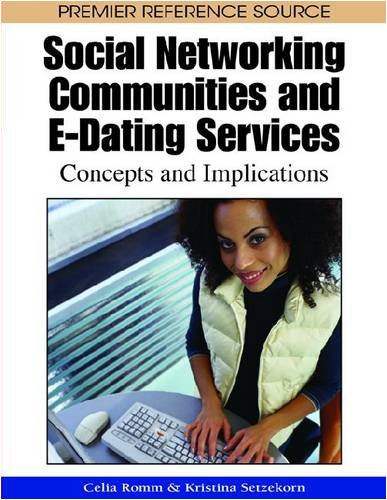 PREMIER REFERENCE SOURCE
Social Networking
Communities and
E-Dating Services
Concepts and Implications
Celia Romm & Kristina Setzekorn